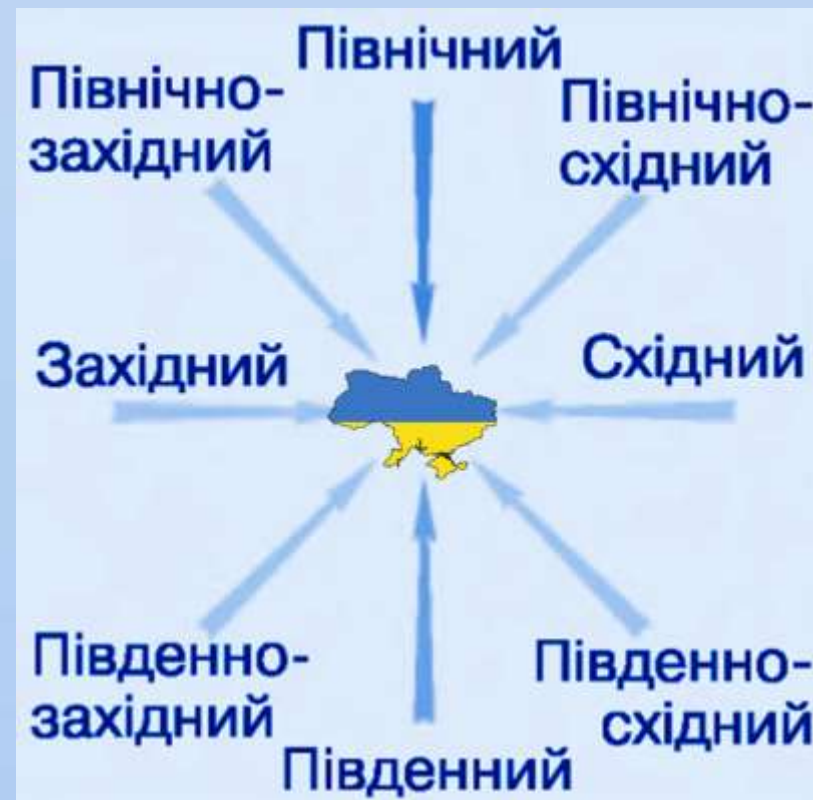 Північний
Північно-
західний
Північно-
східний
Західний
Східний
Південно-
західний
Південно-
східний
Південний